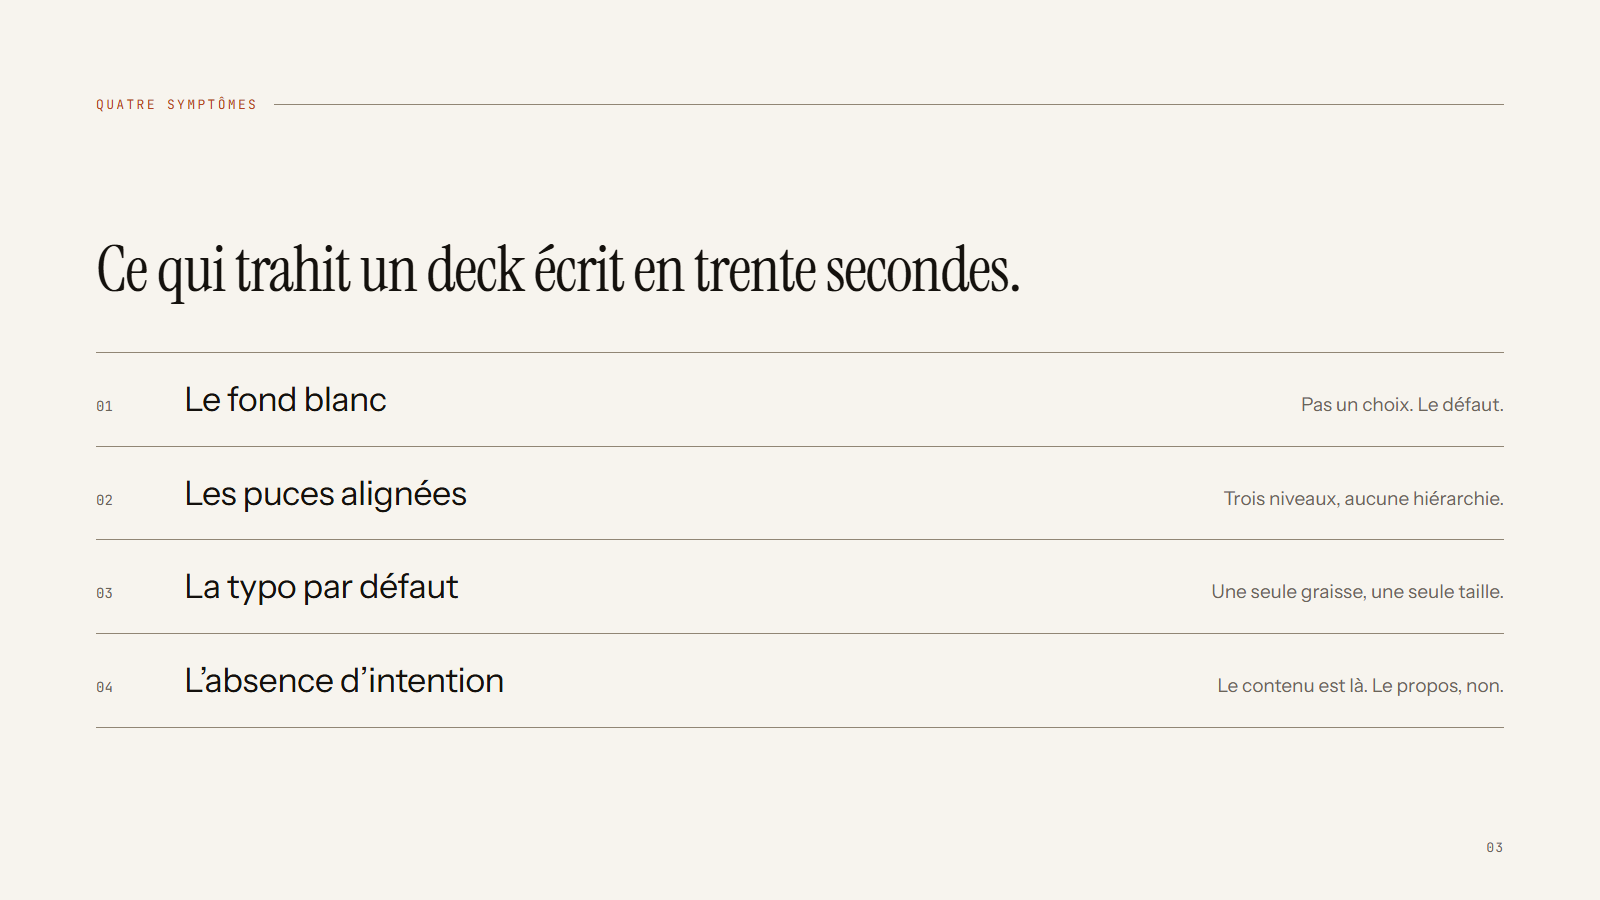 QUATRE SYMPTÔMES
Ce qui trahit un deck écrit en trente secondes.
01 Le fond blanc Pas un choix. Le défaut.
02 Les puces alignées Trois niveaux, aucune hiérarchie.
03 La typo par défaut Une seule graisse, une seule taille.
04 L’absence d’intention Le contenu est là. Le propos, non.
03